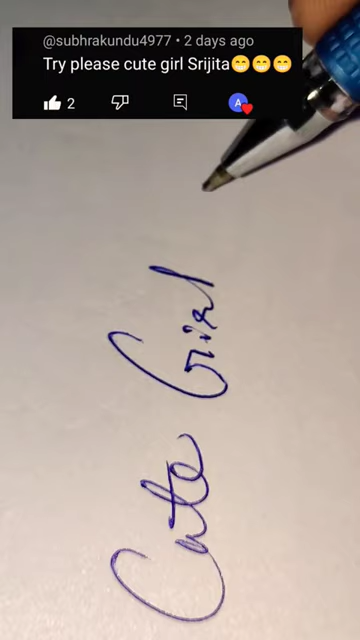 @subhrakundu4977 • 2 days ago
Try please cute girl Srijita😁😁😁
2
A
Cute Girl